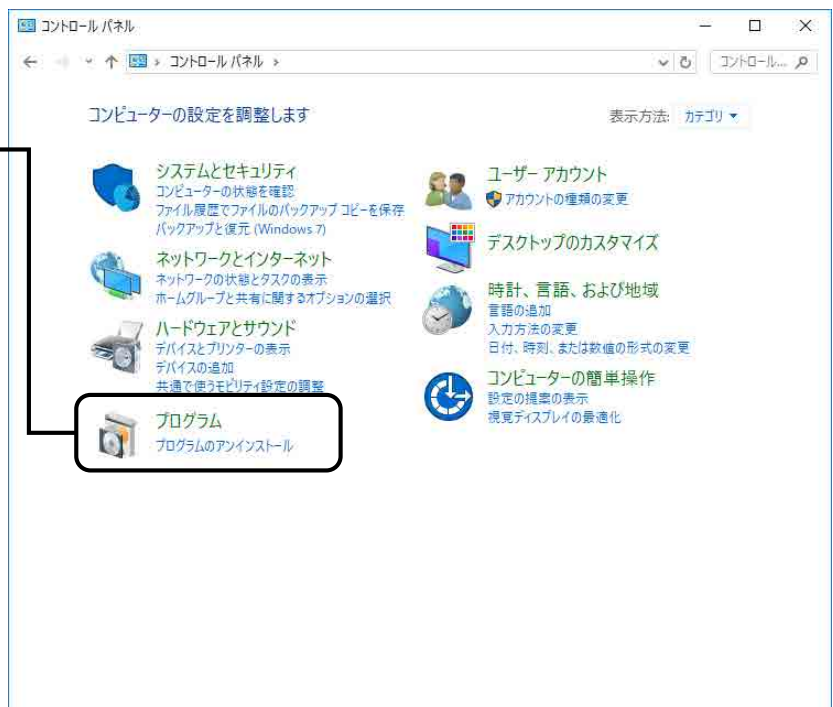 コントロール パネル
コントロール パネル
コントロール...
コンピューターの設定を調整します
表示方法: カテゴリ
システムとセキュリティ
コンピューターの状態を確認
ファイル履歴でファイルのバックアップ コピーを保存
バックアップと復元 (Windows 7)
ネットワークとインターネット
ネットワークの状態とタスクの表示
ホームグループと共有に関するオプションの選択
ハードウェアとサウンド
デバイスとプリンターの表示
デバイスの追加
共通で使うモビリティ設定の調整
プログラム
プログラムのアンインストール
ユーザー アカウント
アカウントの種類の変更
デスクトップのカスタマイズ
時計、言語、および地域
言語の追加
入力方法の変更
日付、時刻、または数値の形式の変更
コンピューターの簡単操作
設定の提案の表示
視覚ディスプレイの最適化